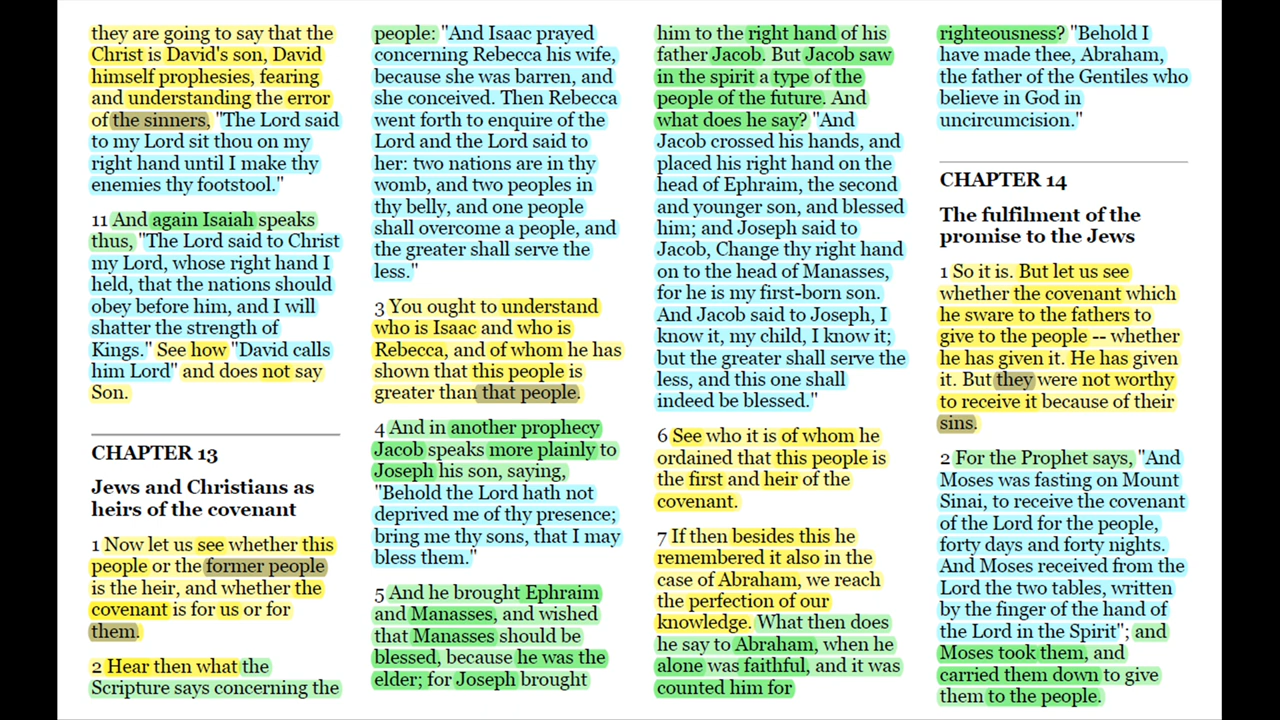 they are going to say that the
Christ is David's son, David
himself prophesies, fearing
and understanding the error
of the sinners, "The Lord said
to my Lord sit thou on my
right hand until I make thy
enemies thy footstool."
11 And again Isaiah speaks
thus, "The Lord said to Christ
my Lord, whose right hand I
held, that the nations should
obey before him, and I will
shatter the strength of
Kings." See how "David calls
him Lord" and does not say
Son.
CHAPTER 13
Jews and Christians as
heirs of the covenant
1 Now let us see whether this
people or the former people
is the heir, and whether the
covenant is for us or for
them.
2 Hear then what the
Scripture says concerning the
people: "And Isaac prayed
concerning Rebecca his wife,
because she was barren, and
she conceived. Then Rebecca
went forth to enquire of the
Lord and the Lord said to
her: two nations are in thy
womb, and two peoples in
thy belly, and one people
shall overcome a people, and
the greater shall serve the
less."
3 You ought to understand
who is Isaac and who is
Rebecca, and of whom he has
shown that this people is
greater than that people.
4 And in another prophecy
Jacob speaks more plainly to
Joseph his son, saying,
"Behold the Lord hath not
deprived me of thy presence;
bring me thy sons, that I may
bless them."
5 And he brought Ephraim
and Manasses, and wished
that Manasses should be
blessed, because he was the
elder; for Joseph brought
him to the right hand of his
father Jacob. But Jacob saw
in the spirit a type of the
people of the future. And
what does he say? "And
Jacob crossed his hands, and
placed his right hand on the
head of Ephraim, the second
and younger son, and blessed
him; and Joseph said to
Jacob, Change thy right hand
on to the head of Manasses,
for he is my first-born son.
And Jacob said to Joseph, I
know it, my child, I know it;
but the greater shall serve the
less, and this one shall
indeed be blessed."
6 See who it is of whom he
ordained that this people is
the first and heir of the
covenant.
7 If then besides this he
remembered it also in the
case of Abraham, we reach
the perfection of our
knowledge. What then does
he say to Abraham, when he
alone was faithful, and it was
counted him for
righteousness? "Behold I
have made thee, Abraham,
the father of the Gentiles who
believe in God in
uncircumcision."
CHAPTER 14
The fulfilment of the
promise to the Jews
1 So it is. But let us see
whether the covenant which
he sware to the fathers to
give to the people -- whether
he has given it. He has given
it. But they were not worthy
to receive it because of their
sins.
2 For the Prophet says, "And
Moses was fasting on Mount
Sinai, to receive the covenant
of the Lord for the people,
forty days and forty nights.
And Moses received from the
Lord the two tables, written
by the finger of the hand of
the Lord in the Spirit"; and
Moses took them, and
carried them down to give
them to the people.